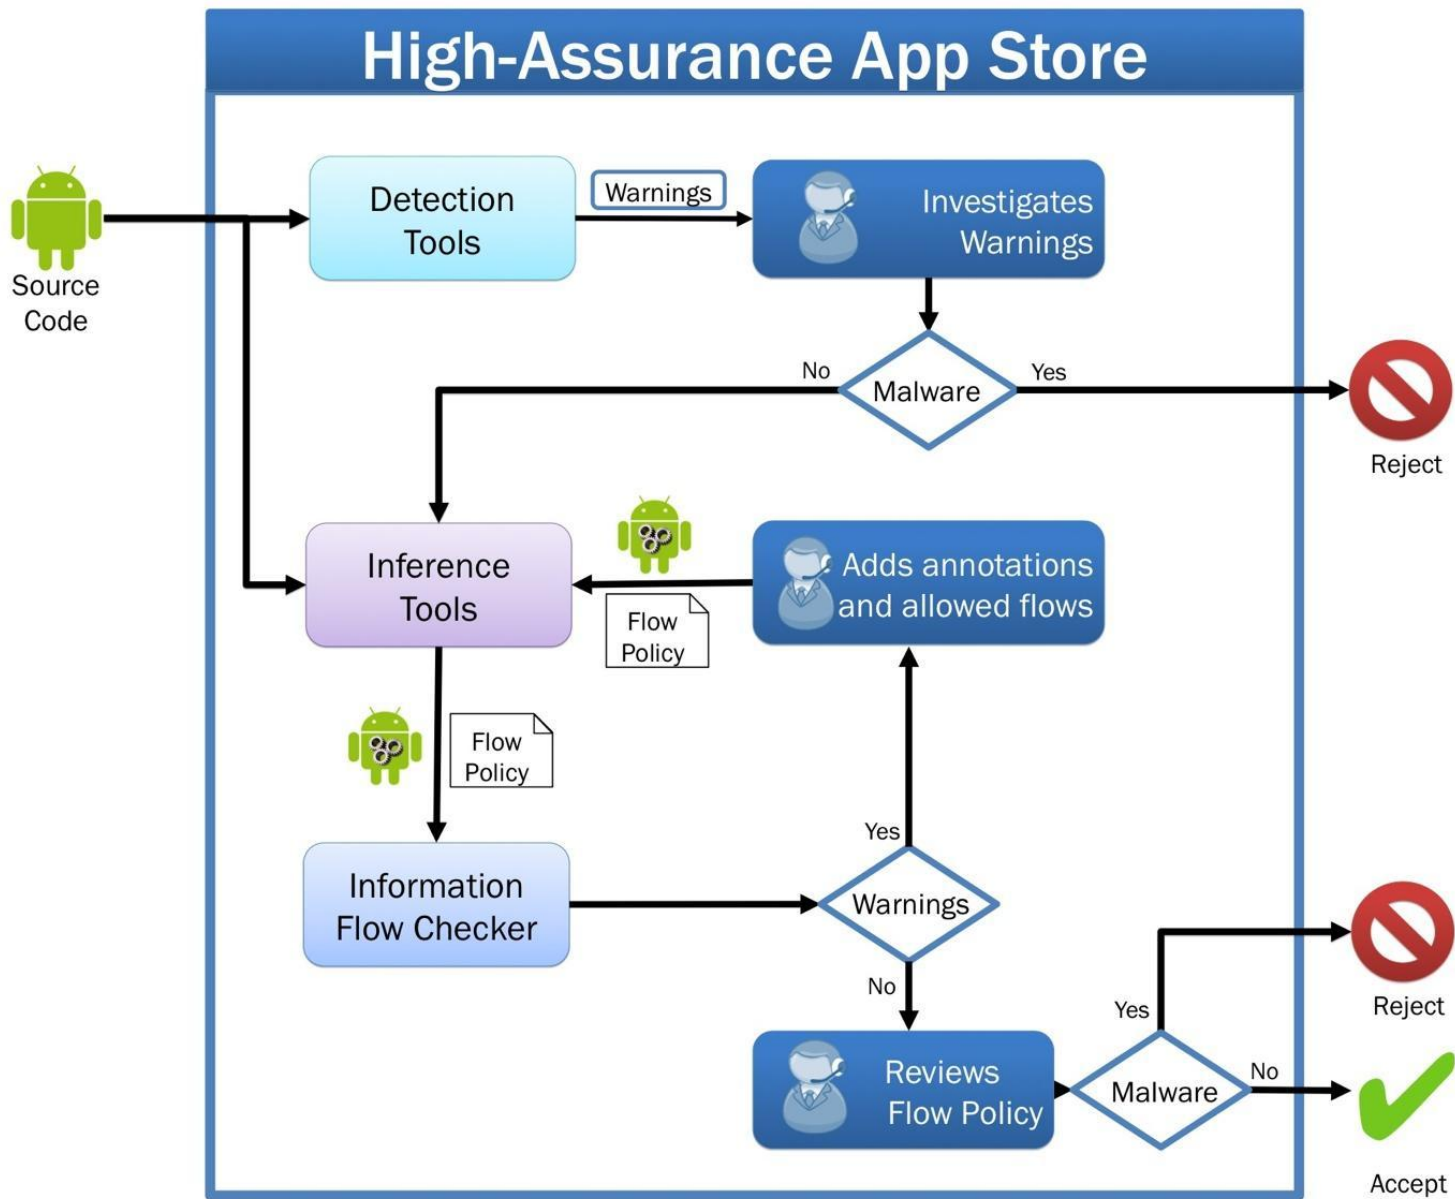 High-Assurance App Store
Source
Code
Detection
Tools
Warnings
Investigates
Warnings
No
Malware
Yes
Reject
Inference
Tools
Flow
Policy
Adds annotations
and allowed flows
Flow
Policy
Yes
Information
Flow Checker
Warnings
No
Reject
Yes
Reviews
Flow Policy
Malware
No
Accept